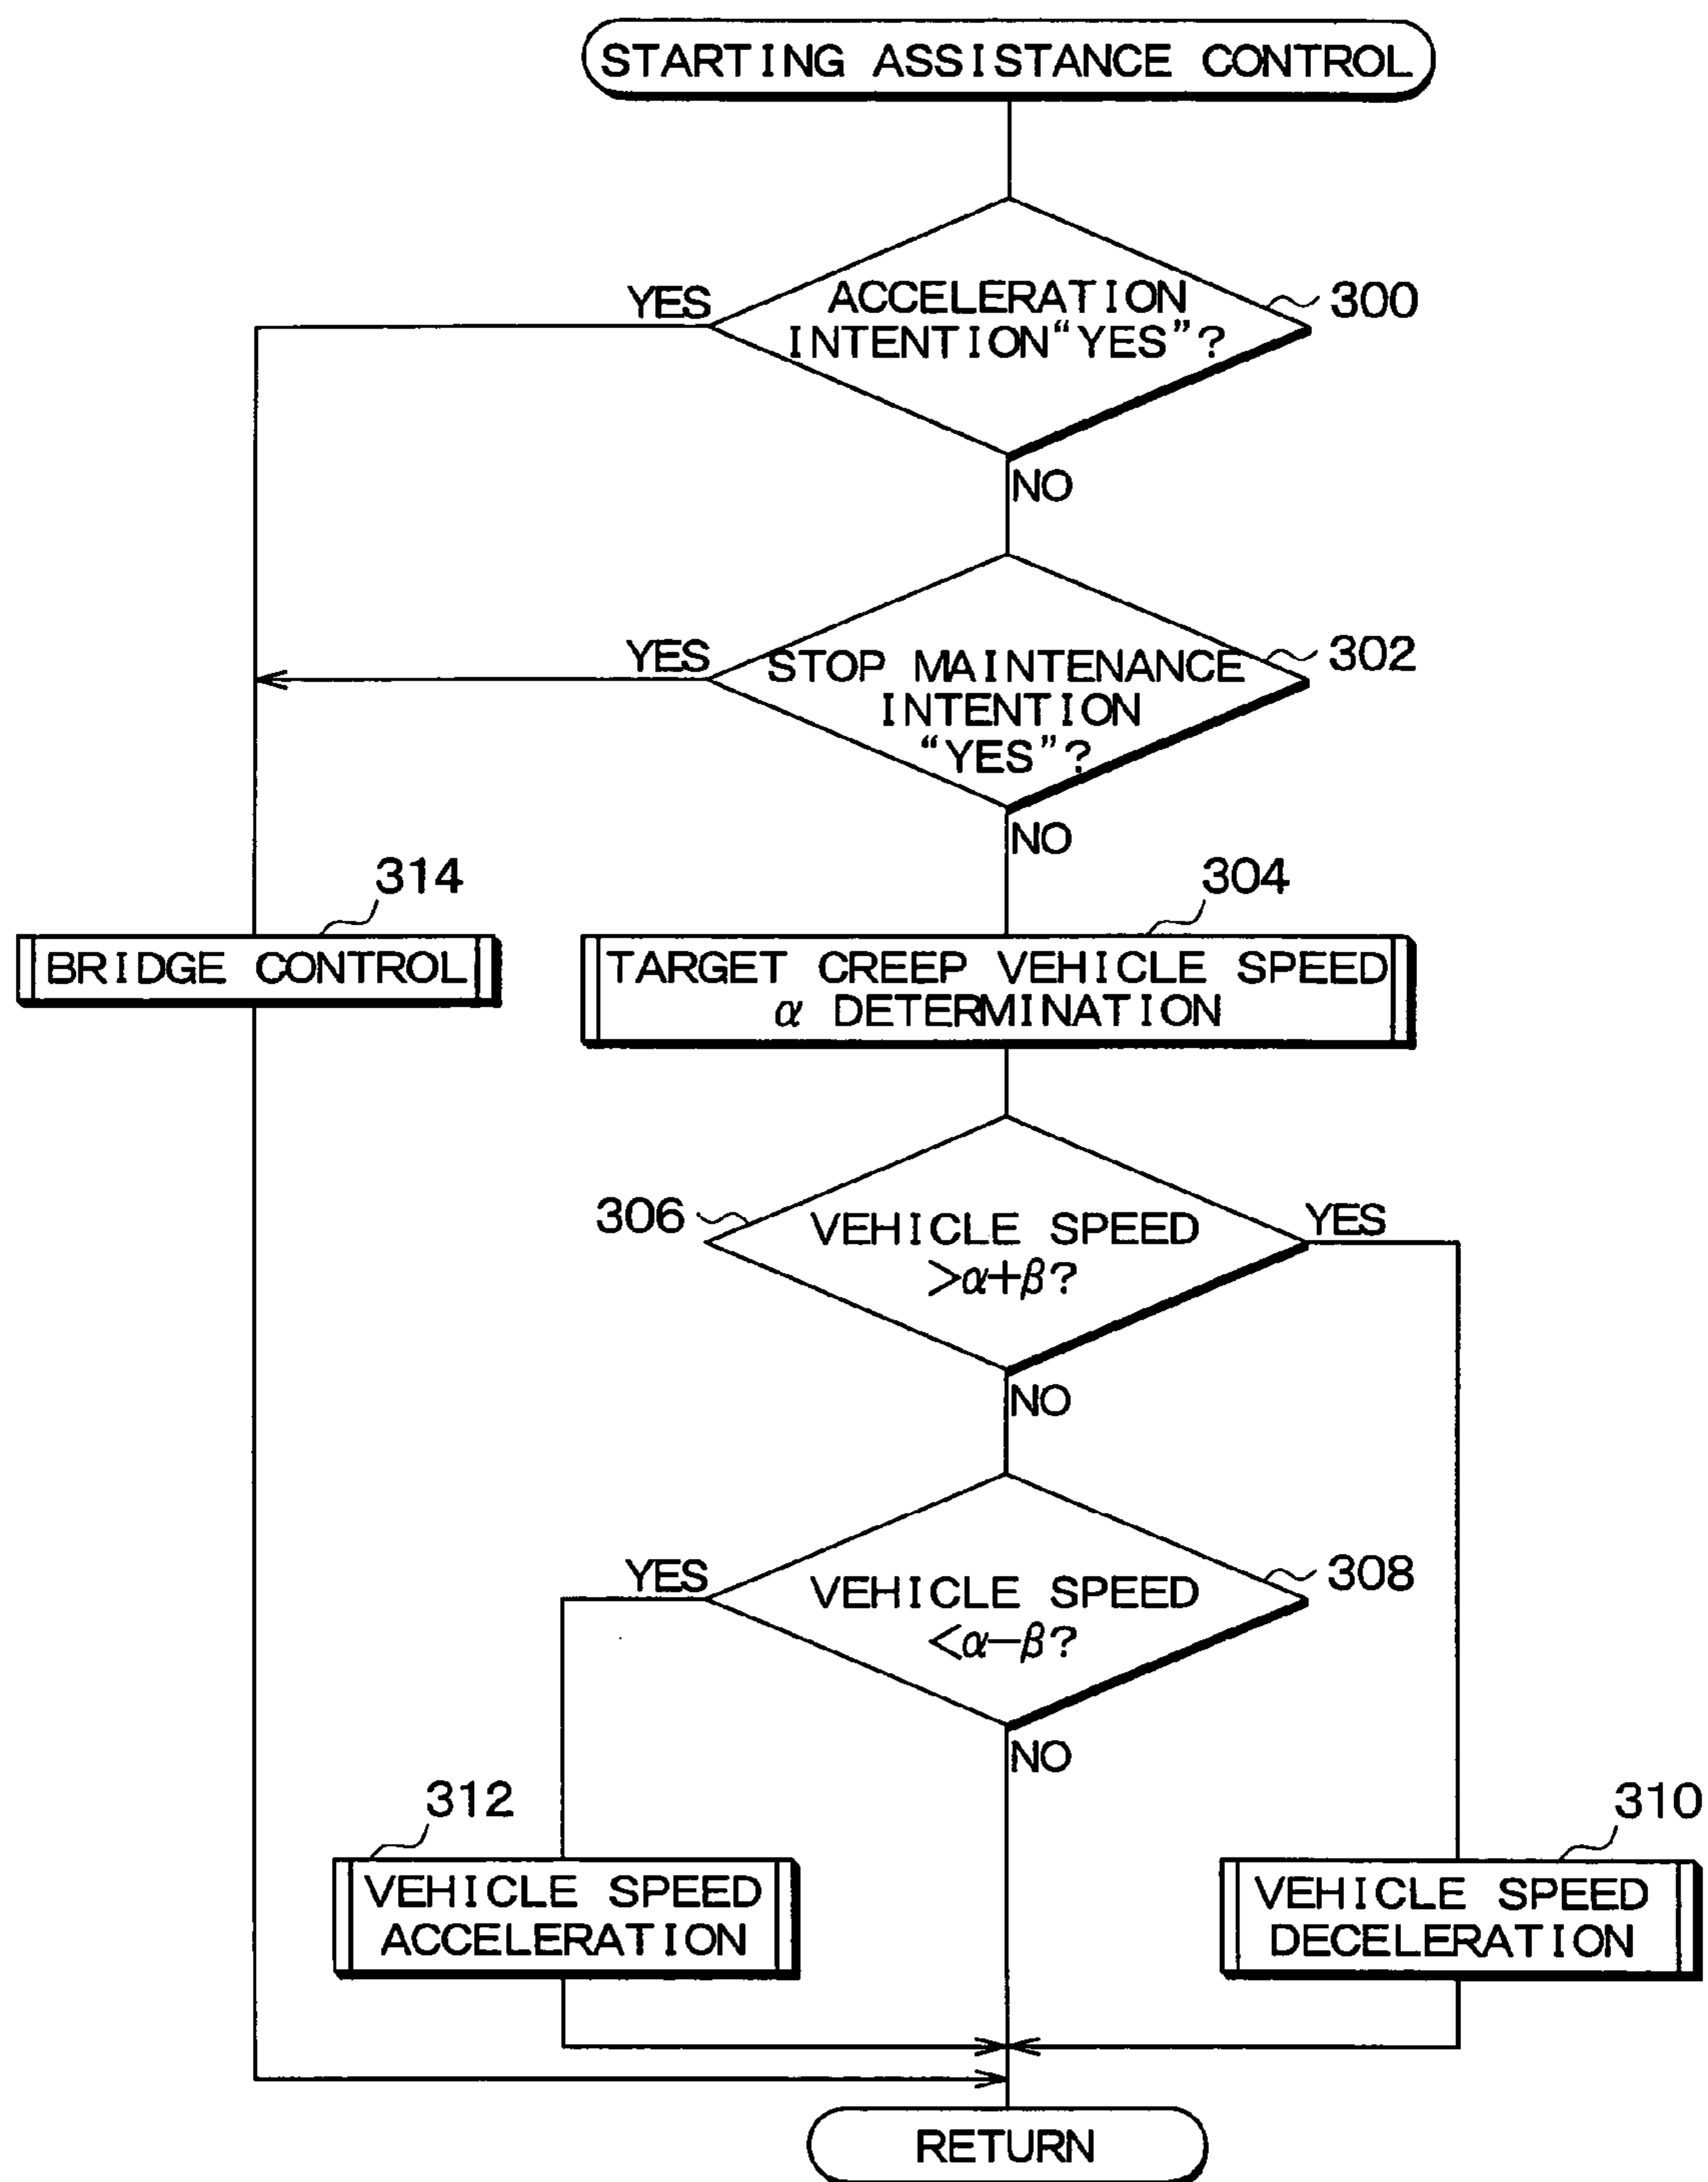 STARTING ASSISTANCE CONTROL
YES
ACCELERATION
INTENTION“YES”?
300
NO
YES
STOP MAINTENANCE
INTENTION
“YES”?
302
NO
314
304
BRIDGE CONTROL
TARGET CREEP VEHICLE SPEED
α DETERMINATION
306
VEHICLE SPEED
>α+β?
YES
NO
YES
VEHICLE SPEED
<α−β?
308
NO
312
310
VEHICLE SPEED
ACCELERATION
VEHICLE SPEED
DECELERATION
RETURN